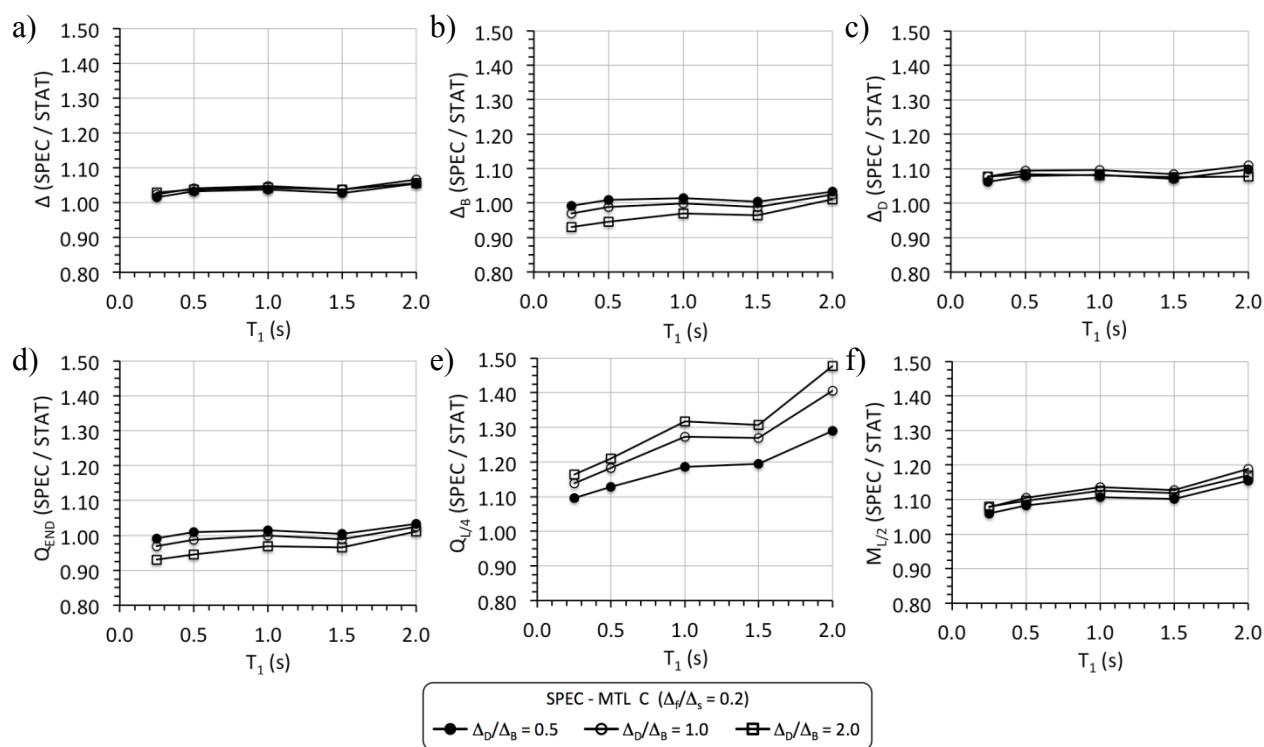 a)
Δ (SPEC / STAT)
1.50
1.40
1.30
1.20
1.10
1.00
0.90
0.80
0.0 0.5 1.0 1.5 2.0
T1 (s)
b)
ΔB (SPEC / STAT)
1.50
1.40
1.30
1.20
1.10
1.00
0.90
0.80
0.0 0.5 1.0 1.5 2.0
T1 (s)
c)
ΔD (SPEC / STAT)
1.50
1.40
1.30
1.20
1.10
1.00
0.90
0.80
0.0 0.5 1.0 1.5 2.0
T1 (s)
d)
QEND (SPEC / STAT)
1.50
1.40
1.30
1.20
1.10
1.00
0.90
0.80
0.0 0.5 1.0 1.5 2.0
T1 (s)
e)
QL/4 (SPEC / STAT)
1.50
1.40
1.30
1.20
1.10
1.00
0.90
0.80
0.0 0.5 1.0 1.5 2.0
T1 (s)
f)
ML/2 (SPEC / STAT)
1.50
1.40
1.30
1.20
1.10
1.00
0.90
0.80
0.0 0.5 1.0 1.5 2.0
T1 (s)
SPEC - MTL C (Δf/Δs = 0.2)
ΔD/ΔB = 0.5 ΔD/ΔB = 1.0 ΔD/ΔB = 2.0